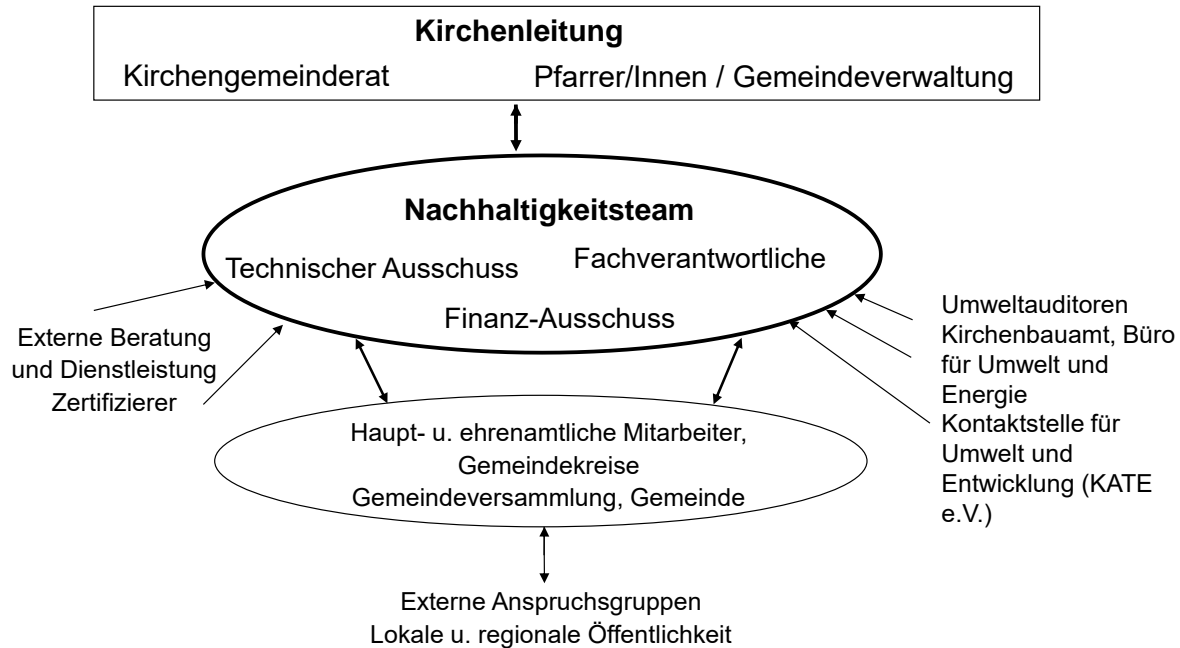 Kirchenleitung
Kirchengemeinderat Pfarrer/Innen / Gemeindeverwaltung
Nachhaltigkeitsteam
Technischer Ausschuss Fachverantwortliche
Finanz-Ausschuss
Externe Beratung
und Dienstleistung
Zertifizierer
Umweltauditoren
Kirchenbauamt, Büro
für Umwelt und
Energie
Kontaktstelle für
Umwelt und
Entwicklung (KATE
e.V.)
Haupt- u. ehrenamtliche Mitarbeiter,
Gemeindekreise
Gemeindeversammlung, Gemeinde
Externe Anspruchsgruppen
Lokale u. regionale Öffentlichkeit